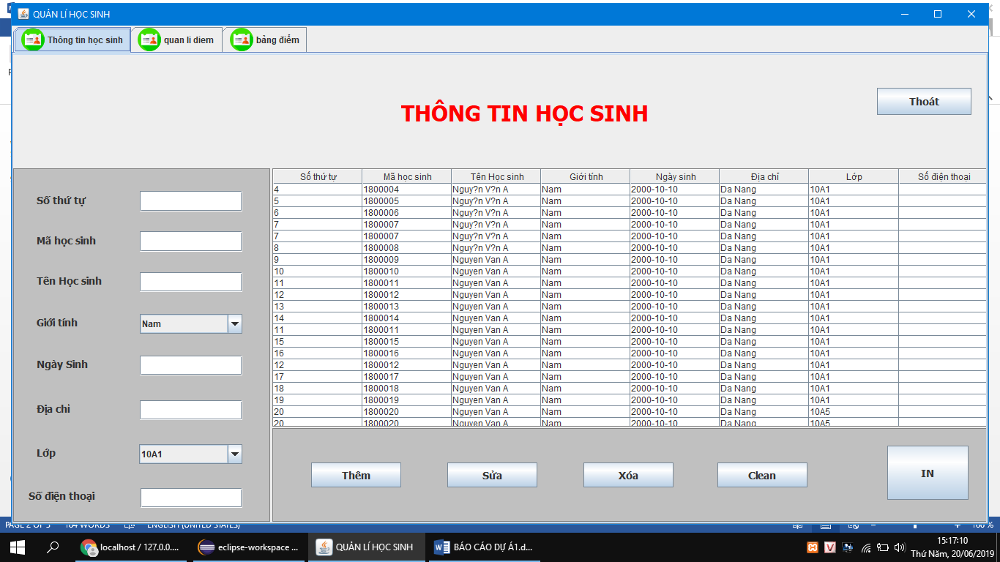 QUẢN LÍ HỌC SINH
Thông tin học sinh quan li diem bảng điểm
THÔNG TIN HỌC SINH
Thoát
Số thứ tự
Mã học sinh
Tên Học sinh
Giới tính Nam
Ngày Sinh
Địa chỉ
Lớp 10A1
Số điện thoại
Số thứ tự Mã học sinh Tên Học sinh Giới tính Ngày sinh Địa chỉ Lớp Số điện thoại
4 1800004 Nguy?n V?n A Nam 2000-10-10 Da Nang 10A1
5 1800005 Nguy?n V?n A Nam 2000-10-10 Da Nang 10A1
6 1800006 Nguy?n V?n A Nam 2000-10-10 Da Nang 10A1
7 1800007 Nguy?n V?n A Nam 2000-10-10 Da Nang 10A1
7 1800007 Nguy?n V?n A Nam 2000-10-10 Da Nang 10A1
8 1800008 Nguy?n V?n A Nam 2000-10-10 Da Nang 10A1
9 1800009 Nguyen Van A Nam 2000-10-10 Da Nang 10A1
10 1800010 Nguyen Van A Nam 2000-10-10 Da Nang 10A1
11 1800011 Nguyen Van A Nam 2000-10-10 Da Nang 10A1
12 1800012 Nguyen Van A Nam 2000-10-10 Da Nang 10A1
13 1800013 Nguyen Van A Nam 2000-10-10 Da Nang 10A1
14 1800014 Nguyen Van A Nam 2000-10-10 Da Nang 10A1
11 1800011 Nguyen Van A Nam 2000-10-10 Da Nang 10A1
15 1800015 Nguyen Van A Nam 2000-10-10 Da Nang 10A1
16 1800016 Nguyen Van A Nam 2000-10-10 Da Nang 10A1
12 1800012 Nguyen Van A Nam 2000-10-10 Da Nang 10A1
17 1800017 Nguyen Van A Nam 2000-10-10 Da Nang 10A1
18 1800018 Nguyen Van A Nam 2000-10-10 Da Nang 10A1
19 1800019 Nguyen Van A Nam 2000-10-10 Da Nang 10A1
20 1800020 Nguyen Van A Nam 2000-10-10 Da Nang 10A5
20 1800020 Nguyen Van A Nam 2000-10-10 Da Nang 10A5
Thêm Sửa Xóa Clean IN
PAGE 2 OF 3 164 WORDS ENGLISH (UNITED STATES) 100 %
localhost / 127.0.0.... eclipse-workspace ... QUẢN LÍ HỌC SINH BÁO CÁO DỰ Á1.d...
15:17:10
Thứ Năm, 20/06/2019